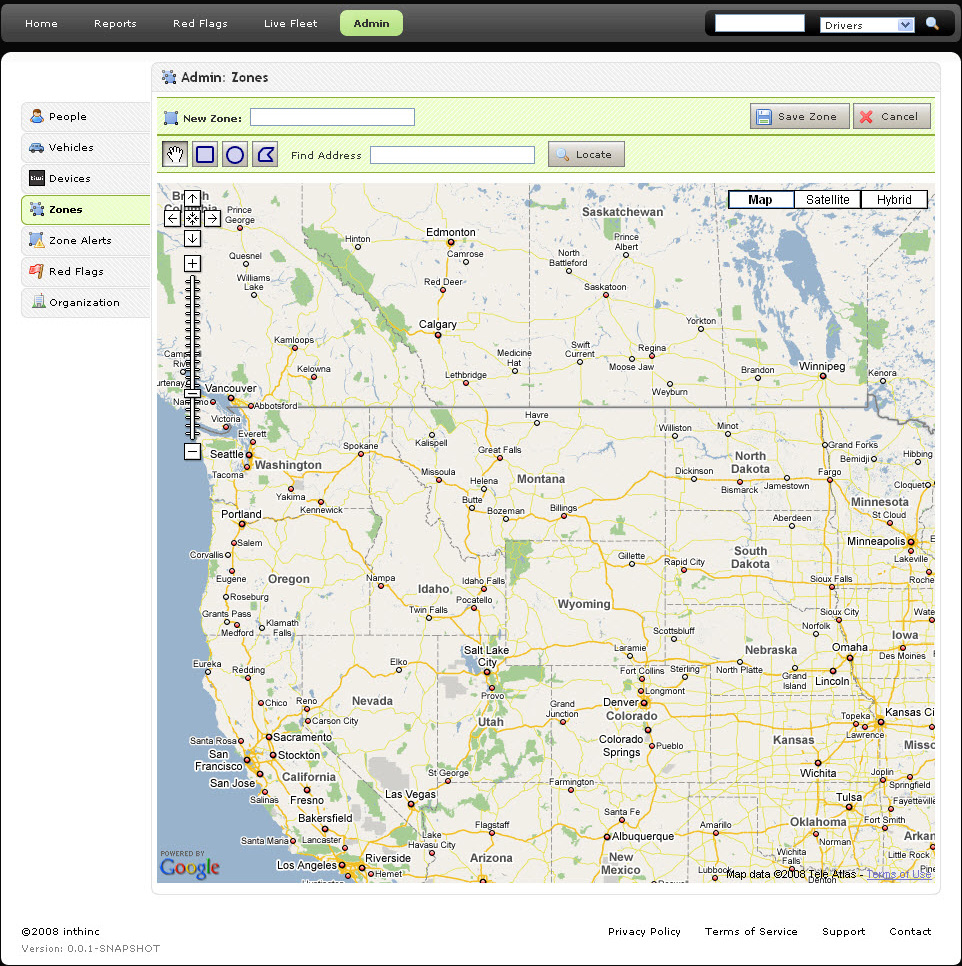 Home Reports Red Flags Live Fleet Admin Drivers
Admin: Zones
People
Vehicles
Devices
Zones
Zone Alerts
Red Flags
Organization
New Zone: Save Zone Cancel
Find Address Locate
Map Satellite Hybrid
Saskatchewan
Prince George
Edmonton
Camrose
Hinton
Prince Albert
North Battleford
Quesnel
Williams Lake
Red Deer
Saskatoon
Calgary
Yorkton
Kamloops
Swift Current
Regina
Moose Jaw
Medicine Hat
Kelowna
Lethbridge
Weyburn
Brandon
Winnipeg
Kenora
Vancouver
Abbotsford
Victoria
Havre
Williston
Minot
Everett
Seattle
Tacoma
Washington
Spokane
Kalispell
Great Falls
Grand Forks
Bemidji
Hibbing
Missoula
Helena
Montana
North Dakota
Dickinson
Bismarck
Jamestown
Fargo
Cloquet
Yakima
Kennewick
Butte
Bozeman
Billings
Minnesota
St Cloud
Portland
Aberdeen
Minneapolis
Salem
Corvallis
Lakeville
Eugene
Oregon
Nampa
Idaho
Idaho Falls
Pocatello
Gillette
Rapid City
South Dakota
Sioux Falls
Roche
Roseburg
Grants Pass
Medford
Klamath Falls
Twin Falls
Wyoming
Sioux City
Wate
Norfolk
Scottsbluff
Iowa
Eureka
Redding
Elko
Salt Lake City
Provo
Laramie
Fort Collins
Sterling
Longmont
North Platte
Nebraska
Grand Island
Omaha
Lincoln
Des Moines
Chico
Reno
Carson City
Nevada
Utah
Grand Junction
Denver
Colorado
Colorado Springs
Pueblo
Topeka
Kansas Ci
Lawrence
Kansas
Misso
Santa Rosa
Sacramento
Stockton
San Francisco
San Jose
California
Salinas
Fresno
St George
Las Vegas
Farmington
Wichita
Joplin
Springfield
Tulsa
Fayetteville
Bakersfield
Santa Maria
Lancaster
Lake Havasu City
Flagstaff
Santa Fe
Albuquerque
Amarillo
Oklahoma
Fort Smith
Norman
Arkan
Los Angeles
Riverside
Hemet
Arizona
New Mexico
Lubbock
Wichita Falls
Little Rock
Denton
POWERED BY
Google
Map data ©2008 Tele Atlas - Terms of Use
©2008 inthinc Privacy Policy Terms of Service Support Contact
Version: 0.0.1-SNAPSHOT